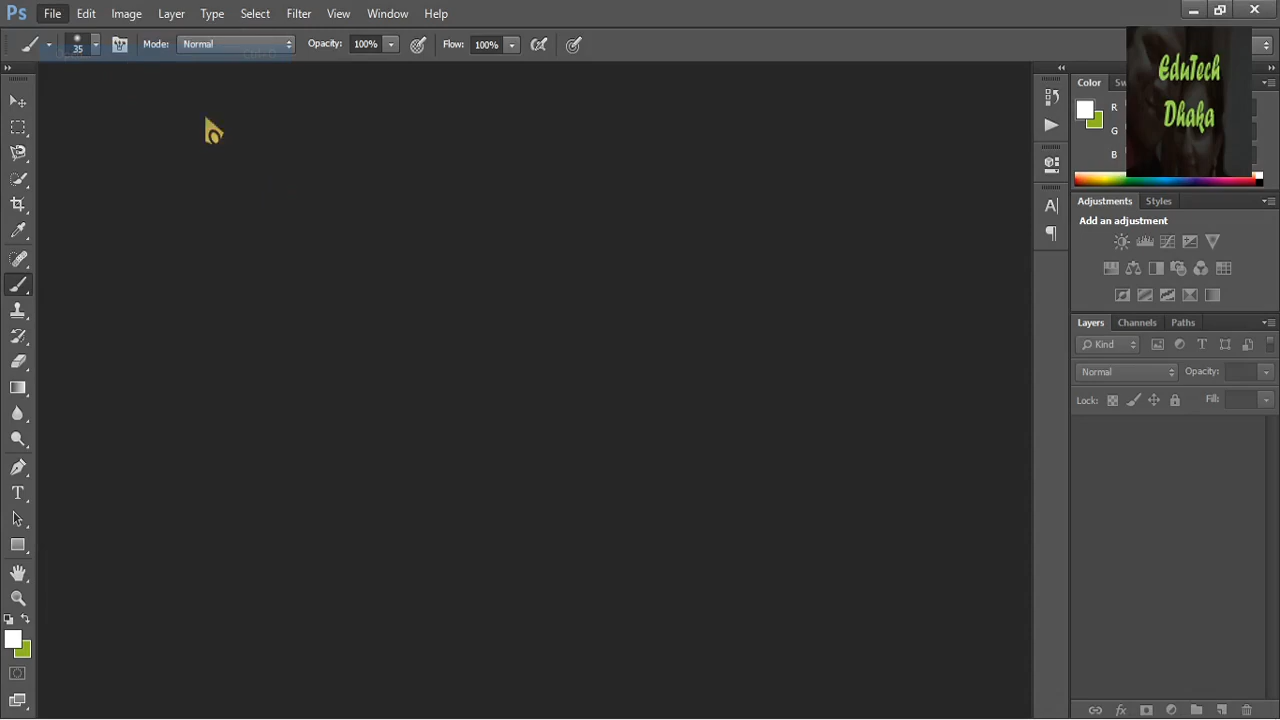 Ps File Edit Image Layer Type Select Filter View Window Help
35 Mode: Normal Opacity: 100% Flow: 100%
EduTech
Dhaka
Color
R
G
B
Adjustments Styles
Add an adjustment
Layers Channels Paths
Kind
Normal Opacity:
Lock: Fill: